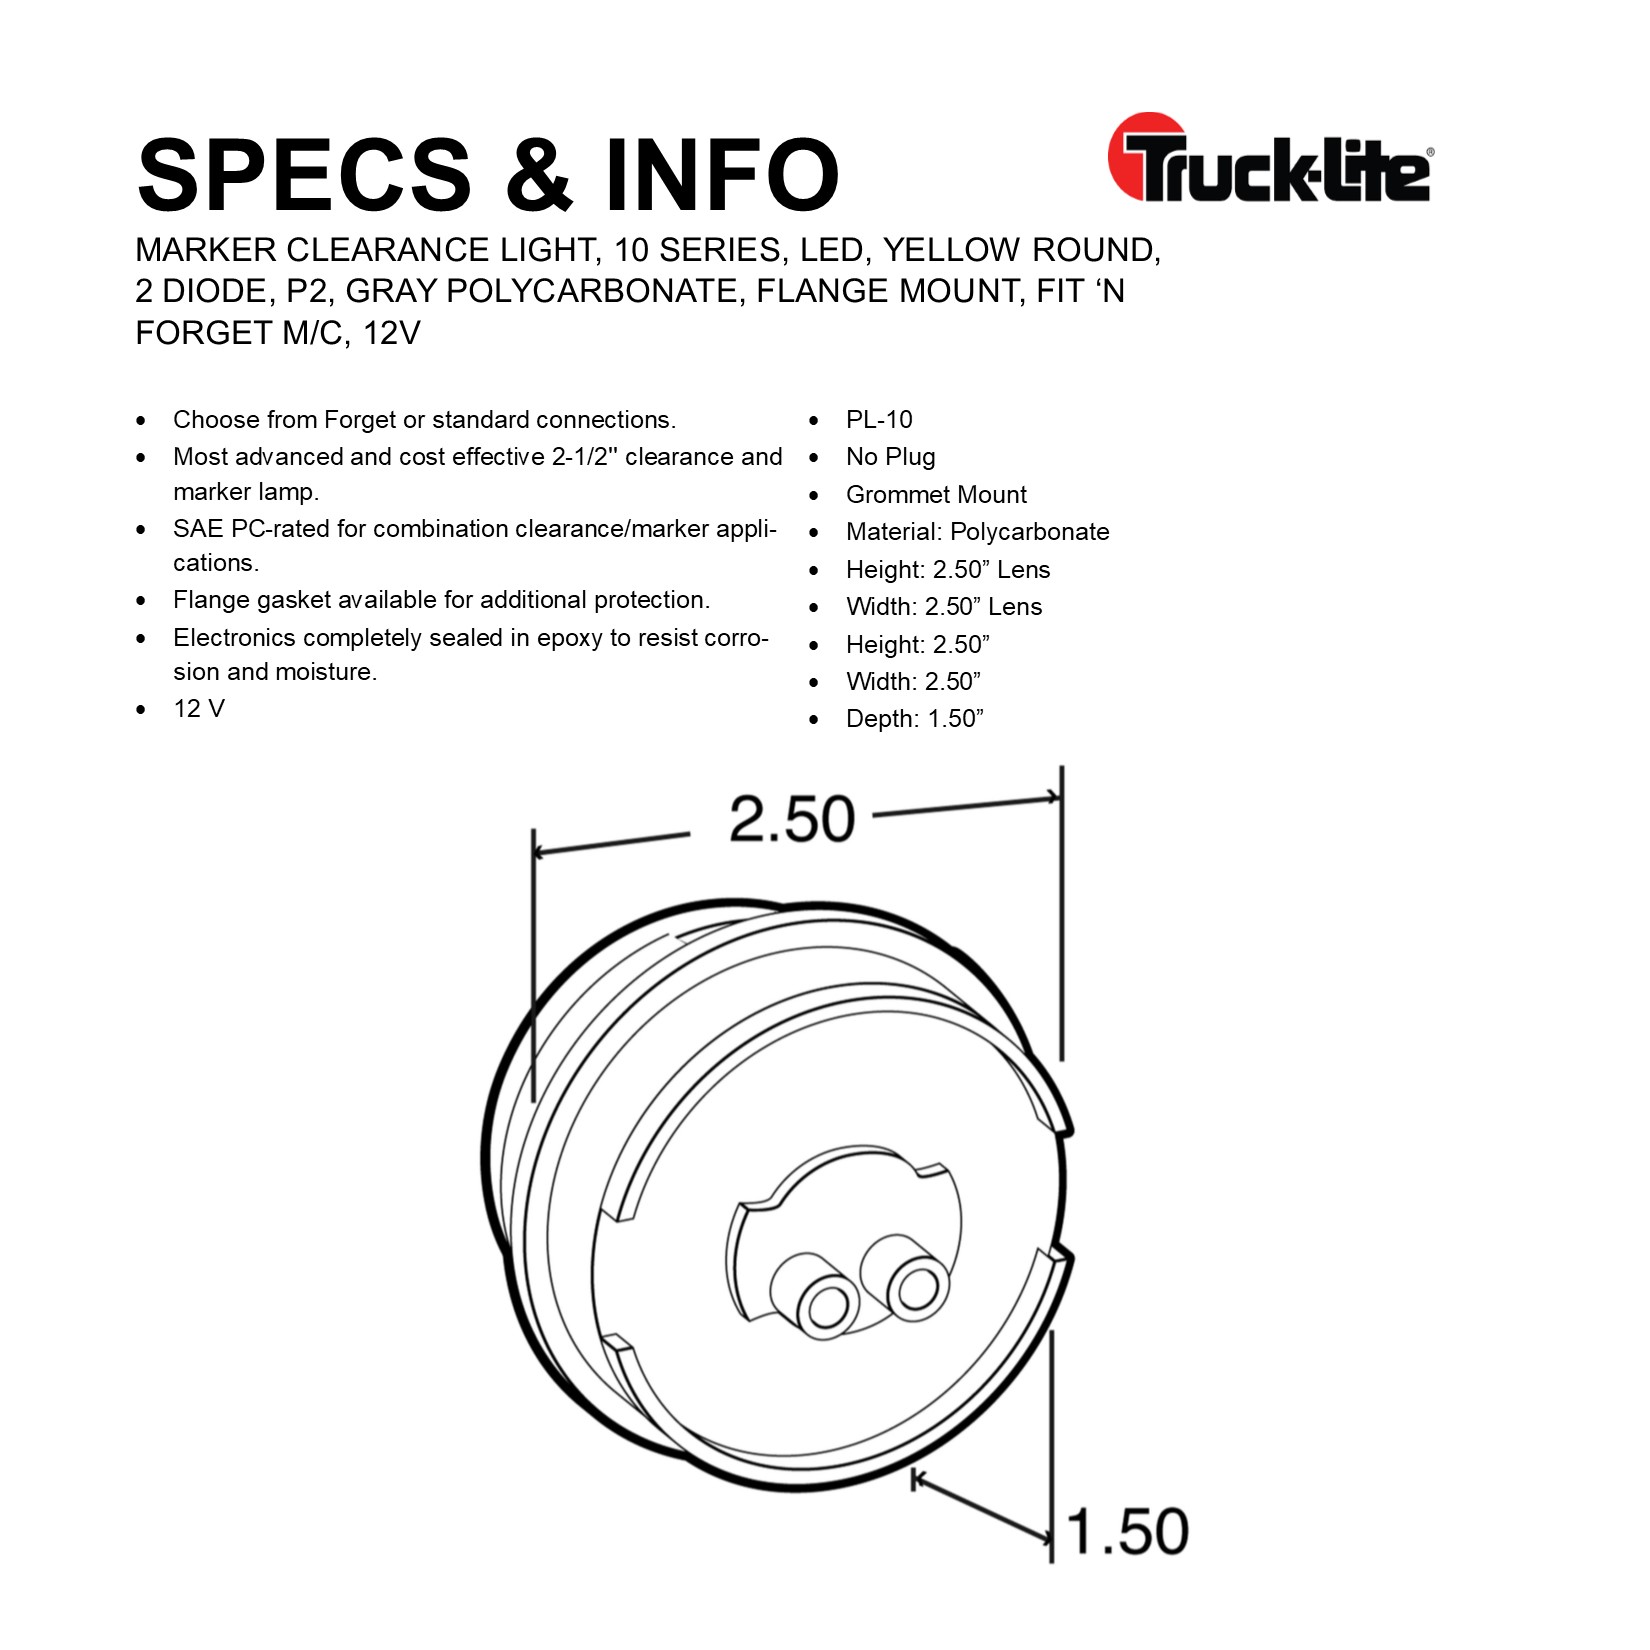 SPECS & INFO
Truck-Lite®
MARKER CLEARANCE LIGHT, 10 SERIES, LED, YELLOW ROUND,
2 DIODE, P2, GRAY POLYCARBONATE, FLANGE MOUNT, FIT ‘N
FORGET M/C, 12V
• Choose from Forget or standard connections.
• Most advanced and cost effective 2-1/2" clearance and
marker lamp.
• SAE PC-rated for combination clearance/marker appli-
cations.
• Flange gasket available for additional protection.
• Electronics completely sealed in epoxy to resist corro-
sion and moisture.
• 12 V
• PL-10
• No Plug
• Grommet Mount
• Material: Polycarbonate
• Height: 2.50” Lens
• Width: 2.50” Lens
• Height: 2.50”
• Width: 2.50”
• Depth: 1.50”
2.50
1.50